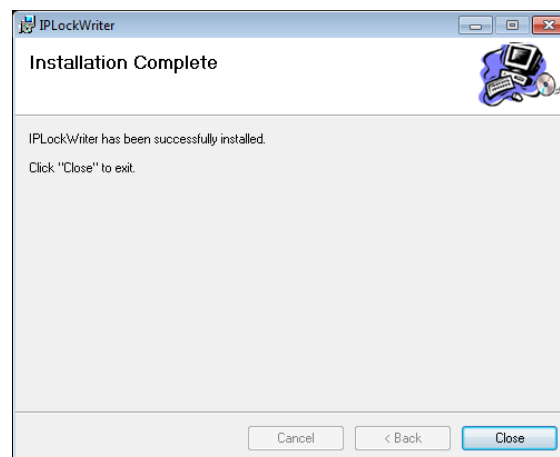 IPLockWriter
Installation Complete
IPLockWriter has been successfully installed.
Click "Close" to exit.
Cancel
< Back
Close